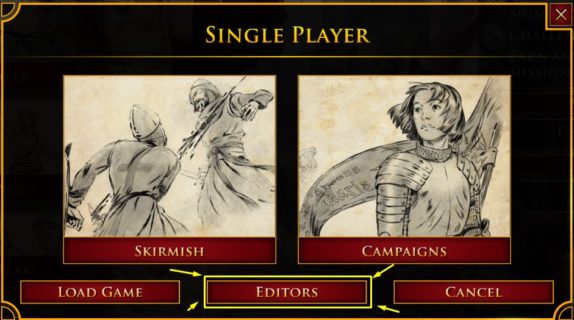 SINGLE PLAYER
SKIRMISH
CAMPAIGNS
LOAD GAME
EDITORS
CANCEL